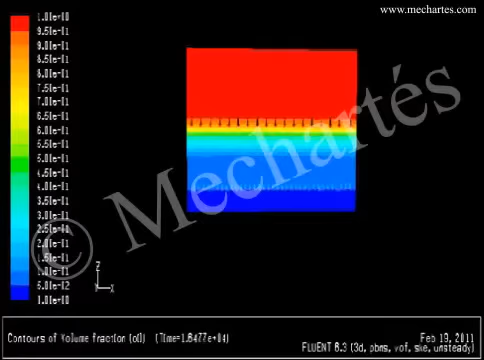 www.mechartes.com
1.00e+00
9.50e-01
9.00e-01
8.50e-01
8.00e-01
7.50e-01
7.00e-01
6.50e-01
6.00e-01
5.50e-01
5.00e-01
4.50e-01
4.00e-01
3.50e-01
3.00e-01
2.50e-01
2.00e-01
1.50e-01
1.00e-01
5.00e-02
© Mechartés
Z
X
Contours of Volume fraction (oil) (Time=1.6477e+04)
Feb 19, 2011
FLUENT 6.3 (3d, pbns, vof, ske, unsteady)